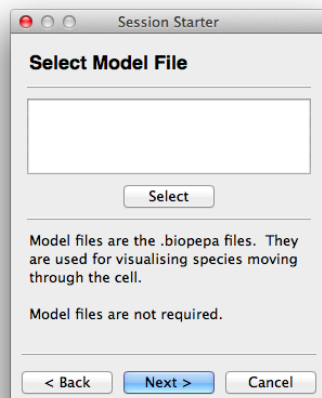 Session Starter
Select Model File
Select
Model files are the .biopepa files.  They
are used for visualising species moving
through the cell.
Model files are not required.
< Back Next > Cancel